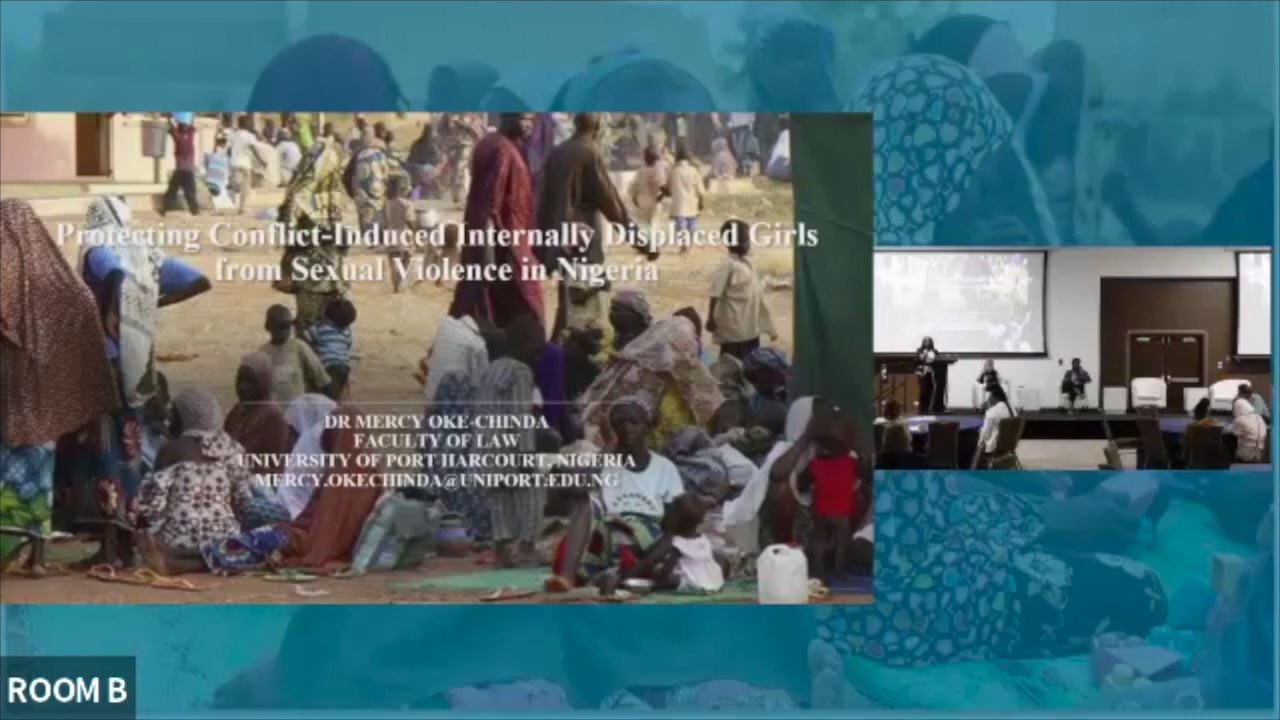 Protecting Conflict-Induced Internally Displaced Girls
from Sexual Violence in Nigeria
DR MERCY OKE-CHINDA
FACULTY OF LAW
UNIVERSITY OF PORT HARCOURT, NIGERIA
MERCY.OKECHINDA@UNIPORT.EDU.NG
ROOM B